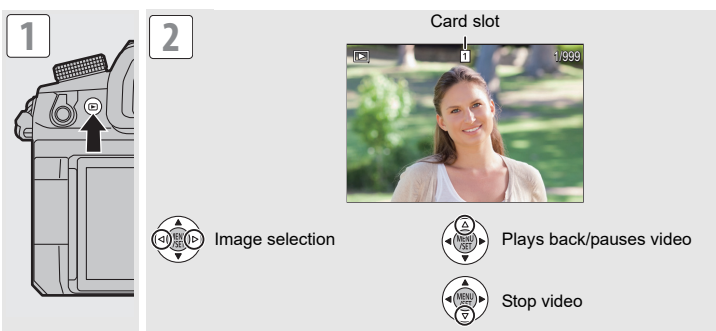 1
2
Card slot
1
1/999
MENU
/SET
Image selection
MENU
/SET
Plays back/pauses video
MENU
/SET
Stop video